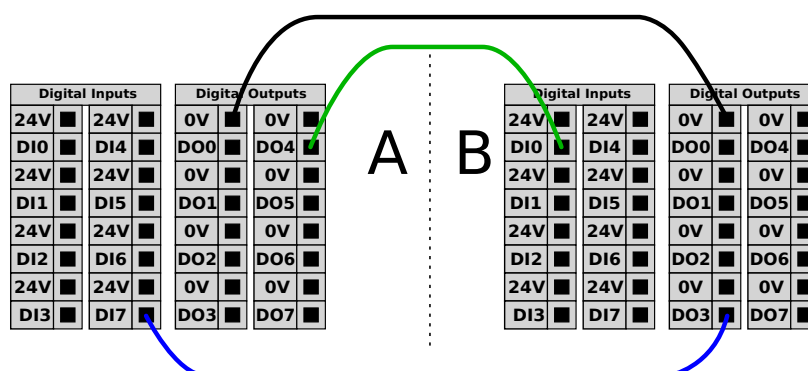 Digital Inputs Digital Outputs Digital Inputs Digital Outputs
24V 24V 0V 0V 24V 24V 0V 0V
DI0 DI4 DO0 DO4 A B DI0 DI4 DO0 DO4
24V 24V 0V 0V 24V 24V 0V 0V
DI1 DI5 DO1 DO5 DI1 DI5 DO1 DO5
24V 24V 0V 0V 24V 24V 0V 0V
DI2 DI6 DO2 DO6 DI2 DI6 DO2 DO6
24V 24V 0V 0V 24V 24V 0V 0V
DI3 DI7 DO3 DO7 DI3 DI7 DO3 DO7